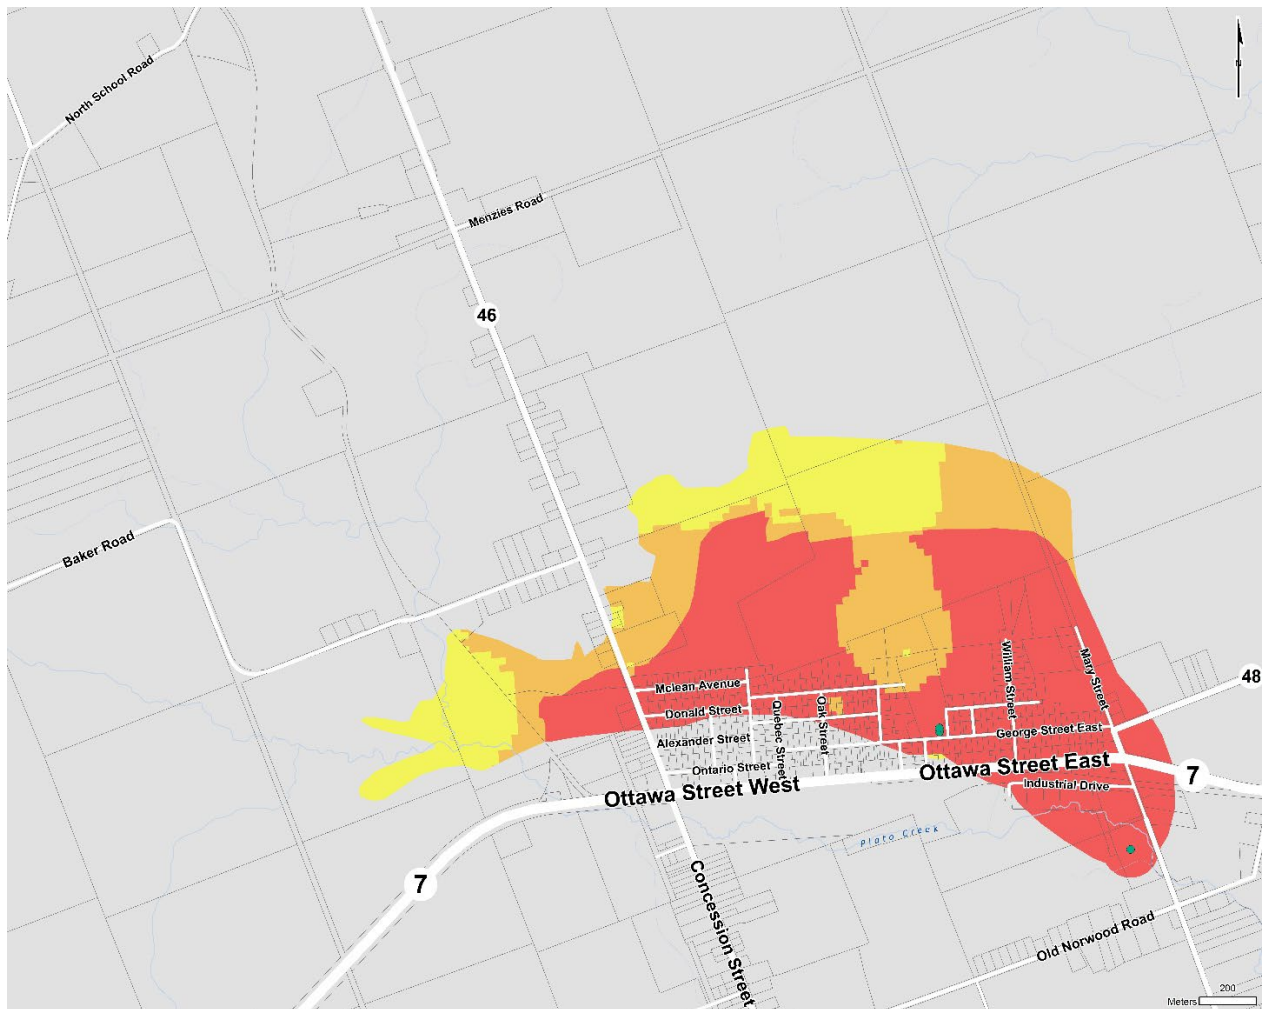 N
North School Road
Menzies Road
46
Baker Road
Mclean Avenue
William Street
Mary Street
48
Donald Street
Quebec Street
Oak Street
George Street East
Alexander Street
Ontario Street
Ottawa Street East
7
Industrial Drive
Ottawa Street West
Plato Creek
7
Concession Street
Old Norwood Road
200
Meters